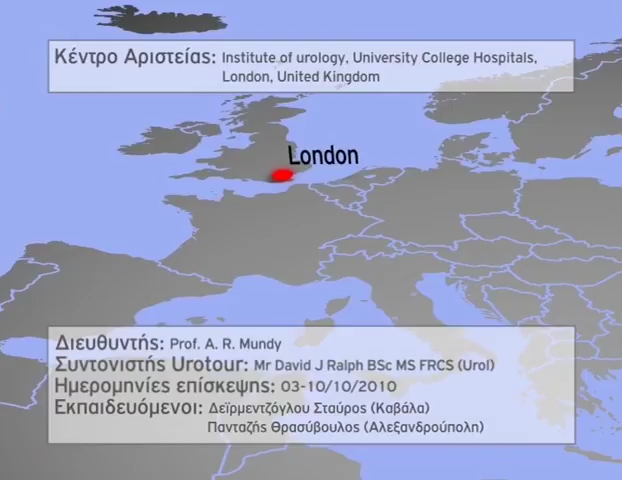 Κέντρο Αριστείας: Institute of urology, University College Hospitals,
London, United Kingdom
London
Διευθυντής: Prof. A. R. Mundy
Συντονιστής Urotour: Mr David J Ralph BSc MS FRCS (Urol)
Ημερομηνίες επίσκεψης: 03-10/10/2010
Εκπαιδευόμενοι: Δεϊρμεντζόγλου Σταύρος (Καβάλα)
Πανταζής Θρασύβουλος (Αλεξανδρούπολη)